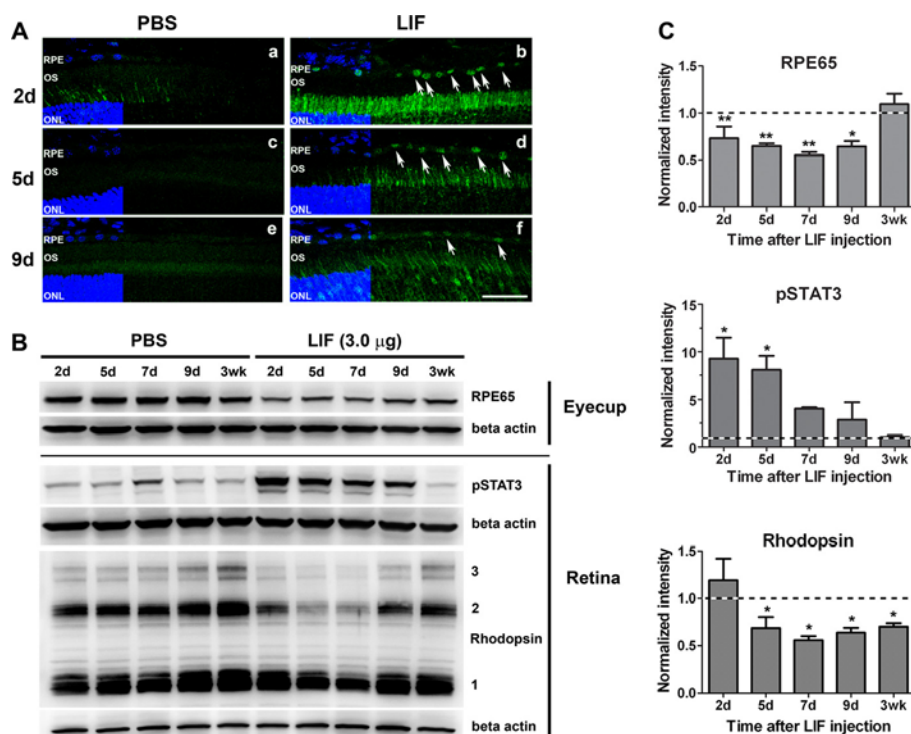 A
PBS
LIF
2d
RPE
OS
ONL
a
RPE
OS
ONL
b
5d
RPE
OS
ONL
c
RPE
OS
ONL
d
9d
RPE
OS
ONL
e
RPE
OS
ONL
f
B
PBS
LIF (3.0 µg)
2d 5d 7d 9d 3wk 2d 5d 7d 9d 3wk
RPE65
beta actin
Eyecup
pSTAT3
beta actin
3
2
Rhodopsin
1
beta actin
Retina
C
RPE65
Normalized intensity
1.5
1.0
0.5
0.0
** ** ** *
2d 5d 7d 9d 3wk
Time after LIF injection
pSTAT3
Normalized intensity
15
10
5
0
* *
2d 5d 7d 9d 3wk
Time after LIF injection
Rhodopsin
Normalized intensity
1.5
1.0
0.5
0.0
* * * *
2d 5d 7d 9d 3wk
Time after LIF injection